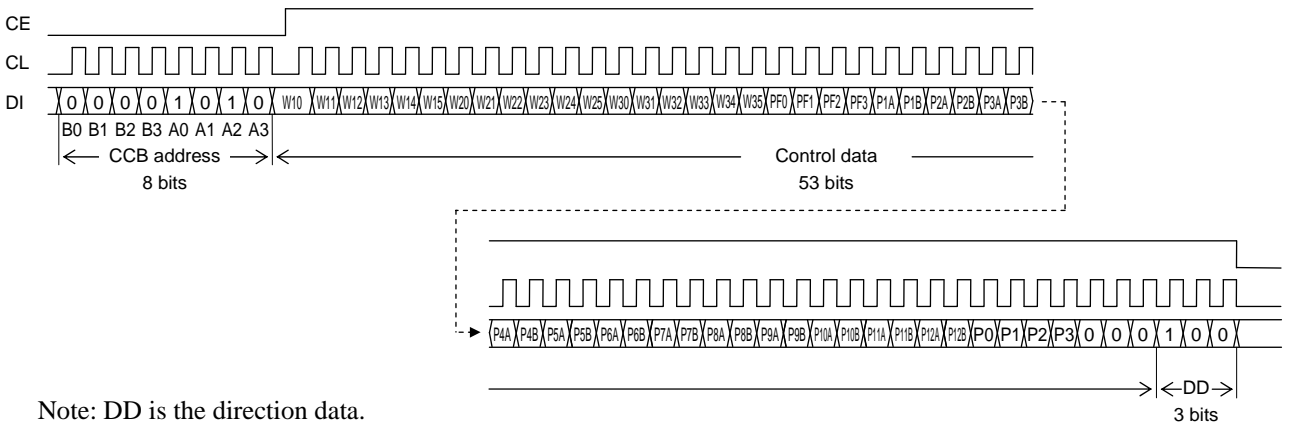 CE
CL
DI 0 0 0 0 1 0 1 0 W10 W11 W12 W13 W14 W15 W20 W21 W22 W23 W24 W25 W30 W31 W32 W33 W34 W35 PF0 PF1 PF2 PF3 P1A P1B P2A P2B P3A P3B
B0 B1 B2 B3 A0 A1 A2 A3
CCB address Control data
8 bits 53 bits
P4A P4B P5A P5B P6A P6B P7A P7B P8A P8B P9A P9B P10A P10B P11A P11B P12A P12B P0 P1 P2 P3 0 0 0 1 0 0
DD
3 bits
Note: DD is the direction data.